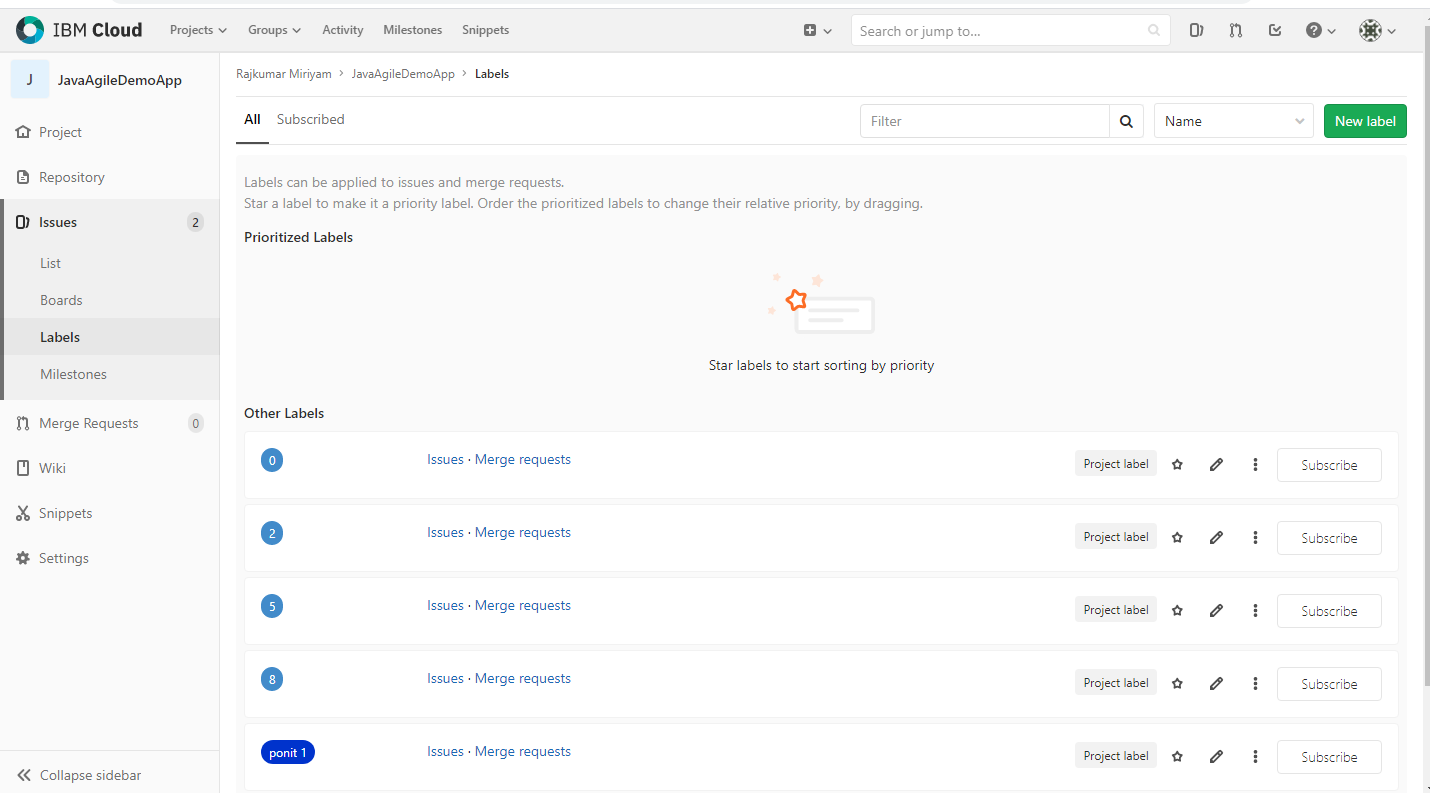 IBM Cloud Projects Groups Activity Milestones Snippets Search or jump to...
J JavaAgileDemoApp
Project
Repository
Issues 2
List
Boards
Labels
Milestones
Merge Requests 0
Wiki
Snippets
Settings
Collapse sidebar
Rajkumar Miriyam > JavaAgileDemoApp > Labels
All Subscribed Filter Name New label
Labels can be applied to issues and merge requests.
Star a label to make it a priority label. Order the prioritized labels to change their relative priority, by dragging.
Prioritized Labels
Star labels to start sorting by priority
Other Labels
0 Issues · Merge requests Project label Subscribe
2 Issues · Merge requests Project label Subscribe
5 Issues · Merge requests Project label Subscribe
8 Issues · Merge requests Project label Subscribe
ponit 1 Issues · Merge requests Project label Subscribe